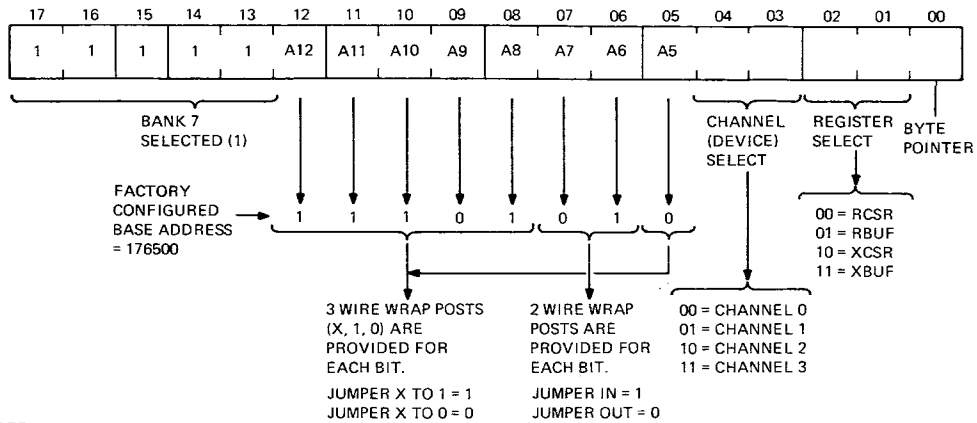 17 16 15 14 13 12 11 10 09 08 07 06 05 04 03 02 01 00
1 1 1 1 1 A12 A11 A10 A9 A8 A7 A6 A5
BANK 7
SELECTED (1)
CHANNEL
(DEVICE)
SELECT
REGISTER
SELECT
BYTE
POINTER
FACTORY
CONFIGURED
BASE ADDRESS
= 176500
1 1 1 0 1 0 1 0
00 = RCSR
01 = RBUF
10 = XCSR
11 = XBUF
3 WIRE WRAP POSTS
(X, 1, 0) ARE
PROVIDED FOR
EACH BIT.
JUMPER X TO 1 = 1
JUMPER X TO 0 = 0
2 WIRE WRAP
POSTS ARE
PROVIDED FOR
EACH BIT.
JUMPER IN = 1
JUMPER OUT = 0
00 = CHANNEL 0
01 = CHANNEL 1
10 = CHANNEL 2
11 = CHANNEL 3